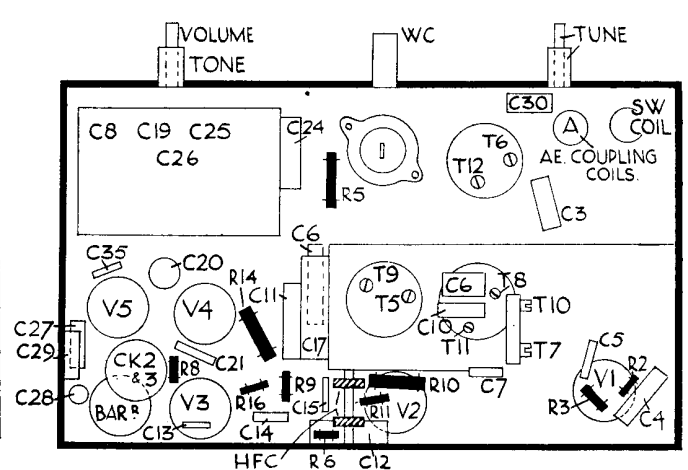 VOLUME
TONE
WC
TUNE
C8 C19 C25
C26
C24
R5
I
T6
T12
C30
A
SW
COIL
AE. COUPLING
COILS.
C3
C35
C20
V5
V4
R14
C11
C6
C17
T9
T5
C6
C10
T8
T11
T10
T7
C27
C29
C28
CK2
&3
BAR R
R8
C21
V3
C13
R16
C14
R9
C15
HFC
R6
C12
R11
V2
R10
C7
C5
V1
R2
R3
C4